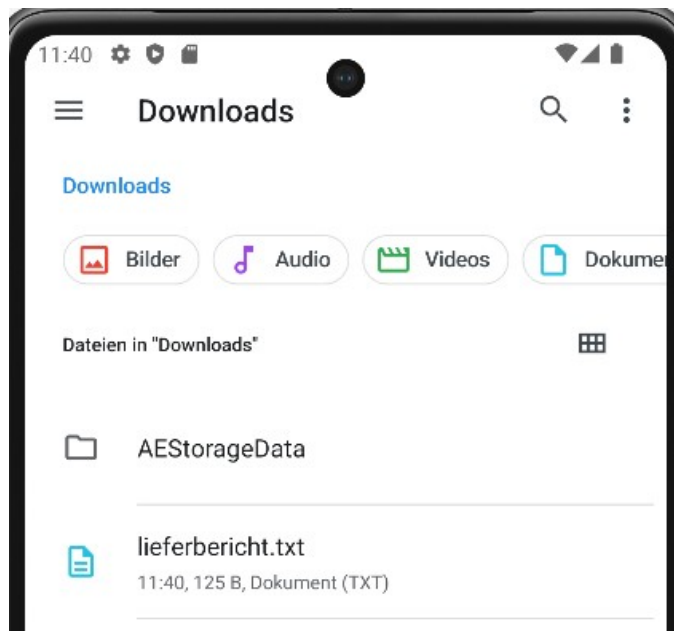 11:40
Downloads
Downloads
Bilder Audio Videos Dokumen
Dateien in "Downloads"
AEStorageData
lieferbericht.txt
11:40, 125 B, Dokument (TXT)